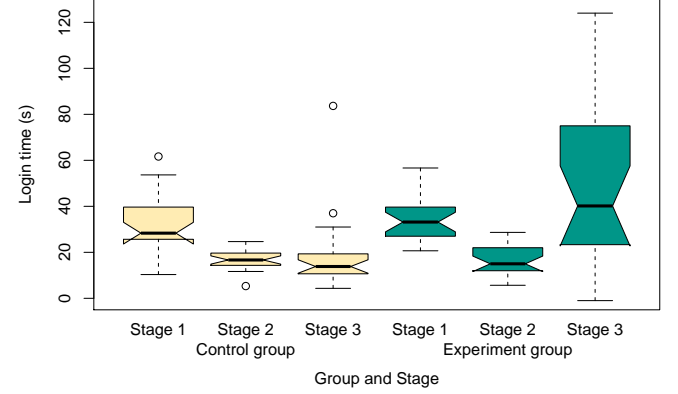 120
100
80
60
40
20
0
Login time (s)
Stage 1 Stage 2 Stage 3 Stage 1 Stage 2 Stage 3
Control group Experiment group
Group and Stage